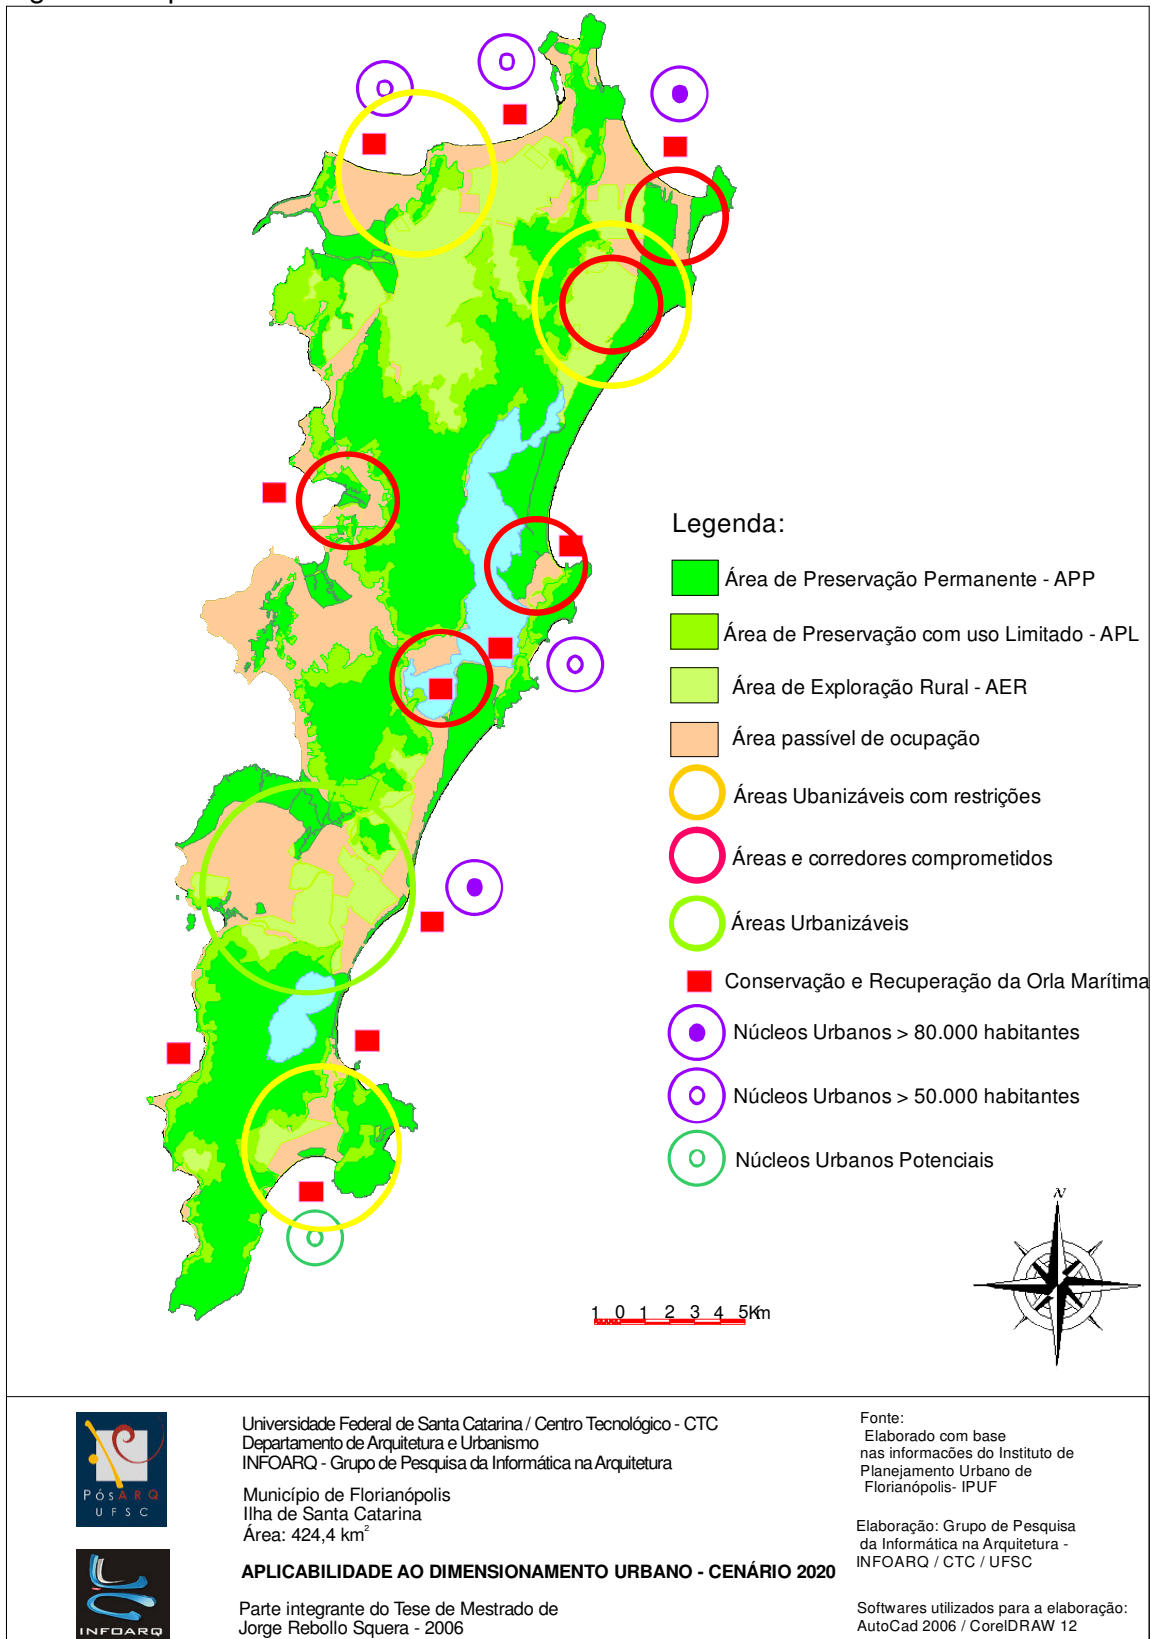 Legenda:
Área de Preservação Permanente - APP
Área de Preservação com uso Limitado - APL
Área de Exploração Rural - AER
Área passível de ocupação
Áreas Ubanizáveis com restrições
Áreas e corredores comprometidos
Áreas Urbanizáveis
Conservação e Recuperação da Orla Marítima
Núcleos Urbanos > 80.000 habitantes
Núcleos Urbanos > 50.000 habitantes
Núcleos Urbanos Potenciais
N
1 0 1 2 3 4 5Km
PósARQ
UFSC
INFOARQ
Universidade Federal de Santa Catarina / Centro Tecnológico - CTC
Departamento de Arquitetura e Urbanismo
INFOARQ - Grupo de Pesquisa da Informática na Arquitetura
Município de Florianópolis
Ilha de Santa Catarina
Área: 424,4 km²
APLICABILIDADE AO DIMENSIONAMENTO URBANO - CENÁRIO 2020
Parte integrante do Tese de Mestrado de
Jorge Rebollo Squera - 2006
Fonte:
Elaborado com base
nas informacões do Instituto de
Planejamento Urbano de
Florianópolis- IPUF
Elaboração: Grupo de Pesquisa
da Informática na Arquitetura -
INFOARQ / CTC / UFSC
Softwares utilizados para a elaboração:
AutoCad 2006 / CorelDRAW 12